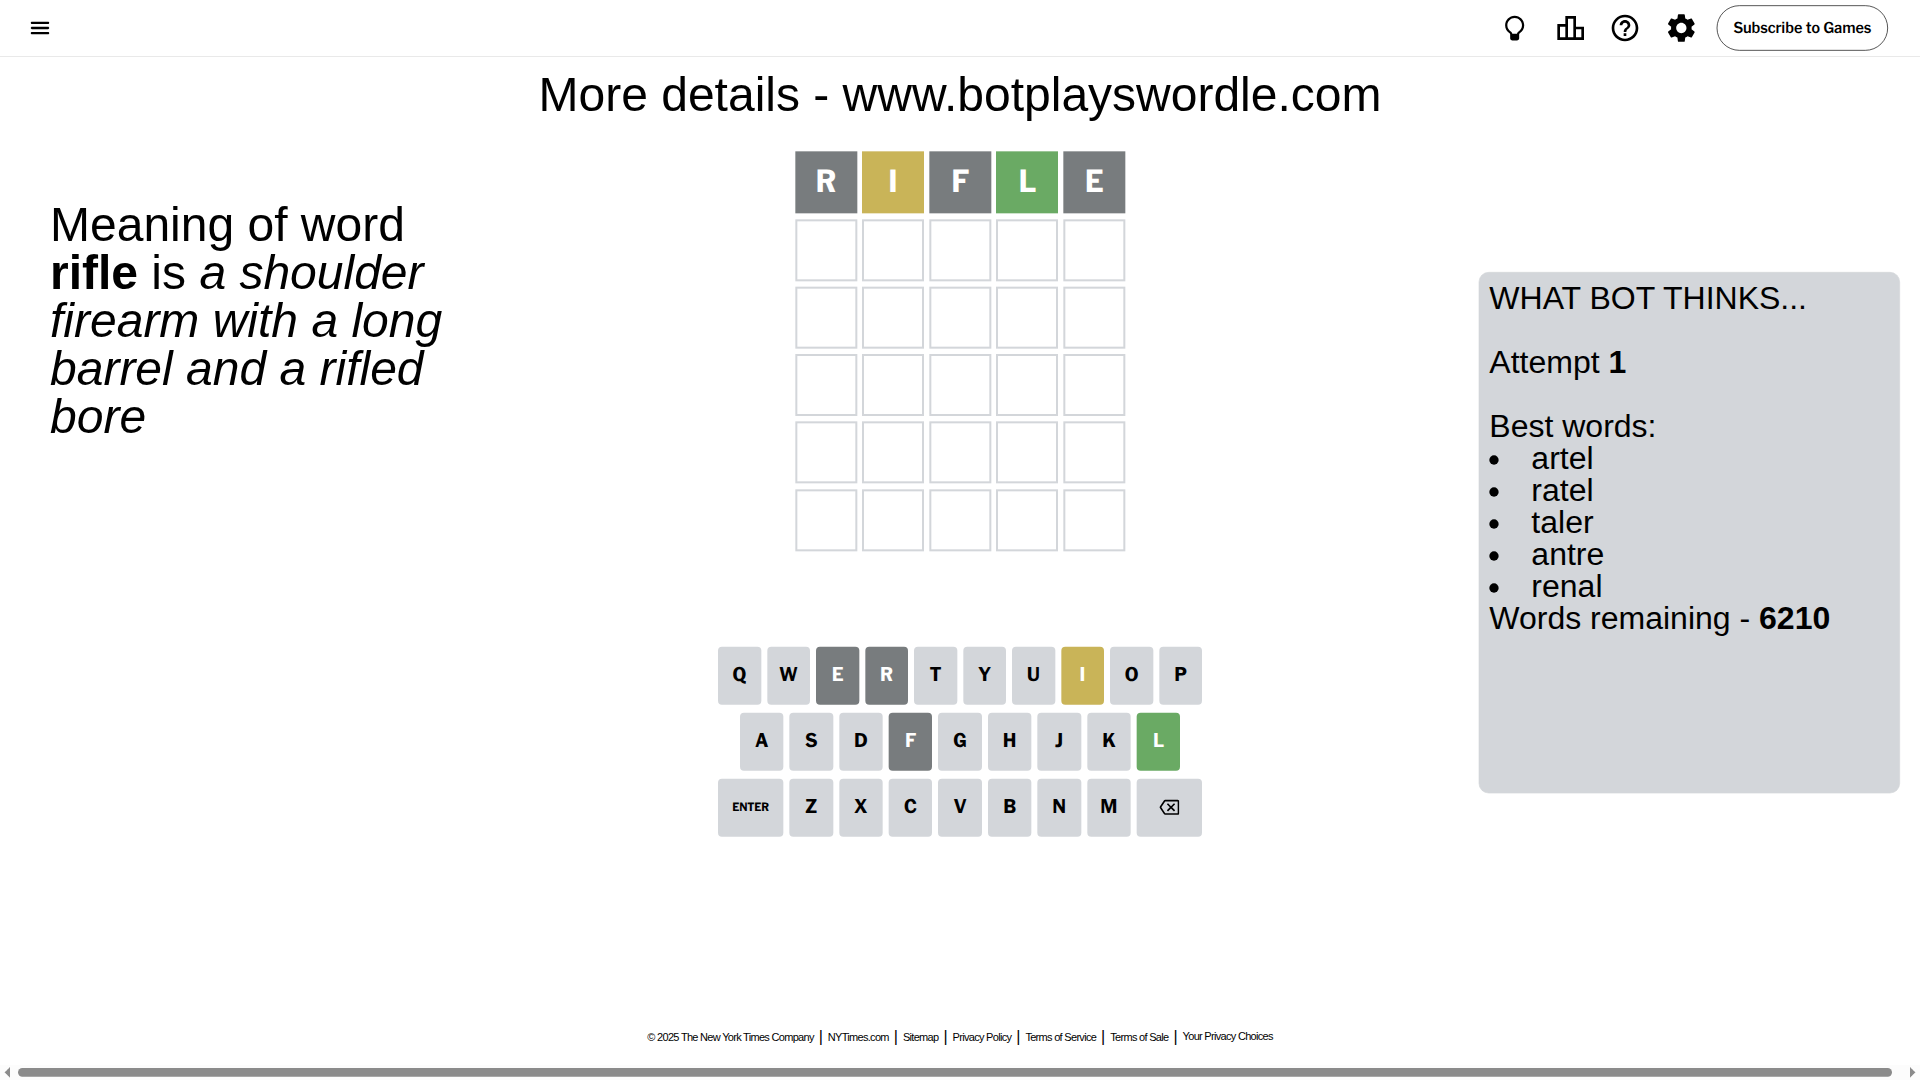 Subscribe to Games
More details - www.botplayswordle.com
Meaning of word
rifle is a shoulder
firearm with a long
barrel and a rifled
bore
R I F L E
WHAT BOT THINKS...
Attempt 1
Best words:
• artel
• ratel
• taler
• antre
• renal
Words remaining - 6210
Q W E R T Y U I O P
A S D F G H J K L
ENTER Z X C V B N M
© 2025 The New York Times Company | NYTimes.com | Sitemap | Privacy Policy | Terms of Service | Terms of Sale | Your Privacy Choices